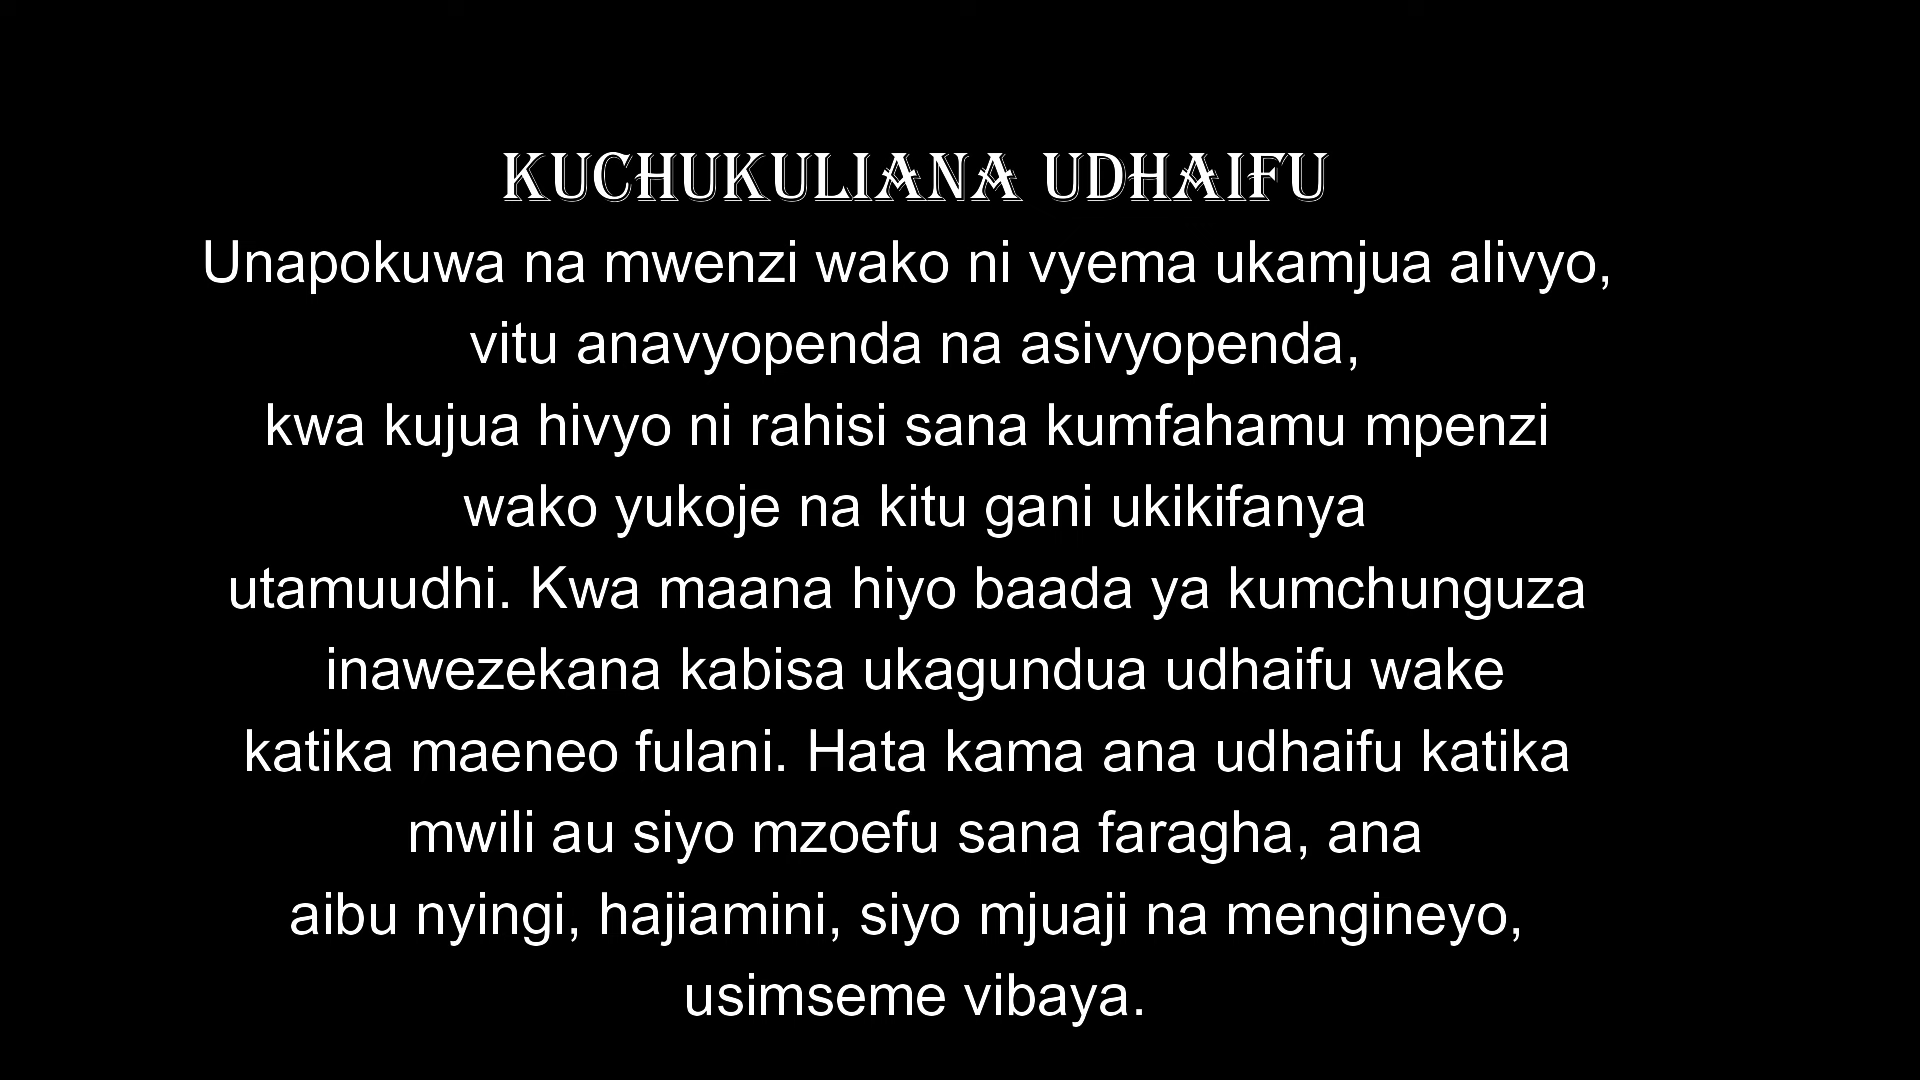 KUCHUKULIANA UDHAIFU
Unapokuwa na mwenzi wako ni vyema ukamjua alivyo,
vitu anavyopenda na asivyopenda,
kwa kujua hivyo ni rahisi sana kumfahamu mpenzi
wako yukoje na kitu gani ukikifanya
utamuudhi. Kwa maana hiyo baada ya kumchunguza
inawezekana kabisa ukagundua udhaifu wake
katika maeneo fulani. Hata kama ana udhaifu katika
mwili au siyo mzoefu sana faragha, ana
aibu nyingi, hajiamini, siyo mjuaji na mengineyo,
usimseme vibaya.